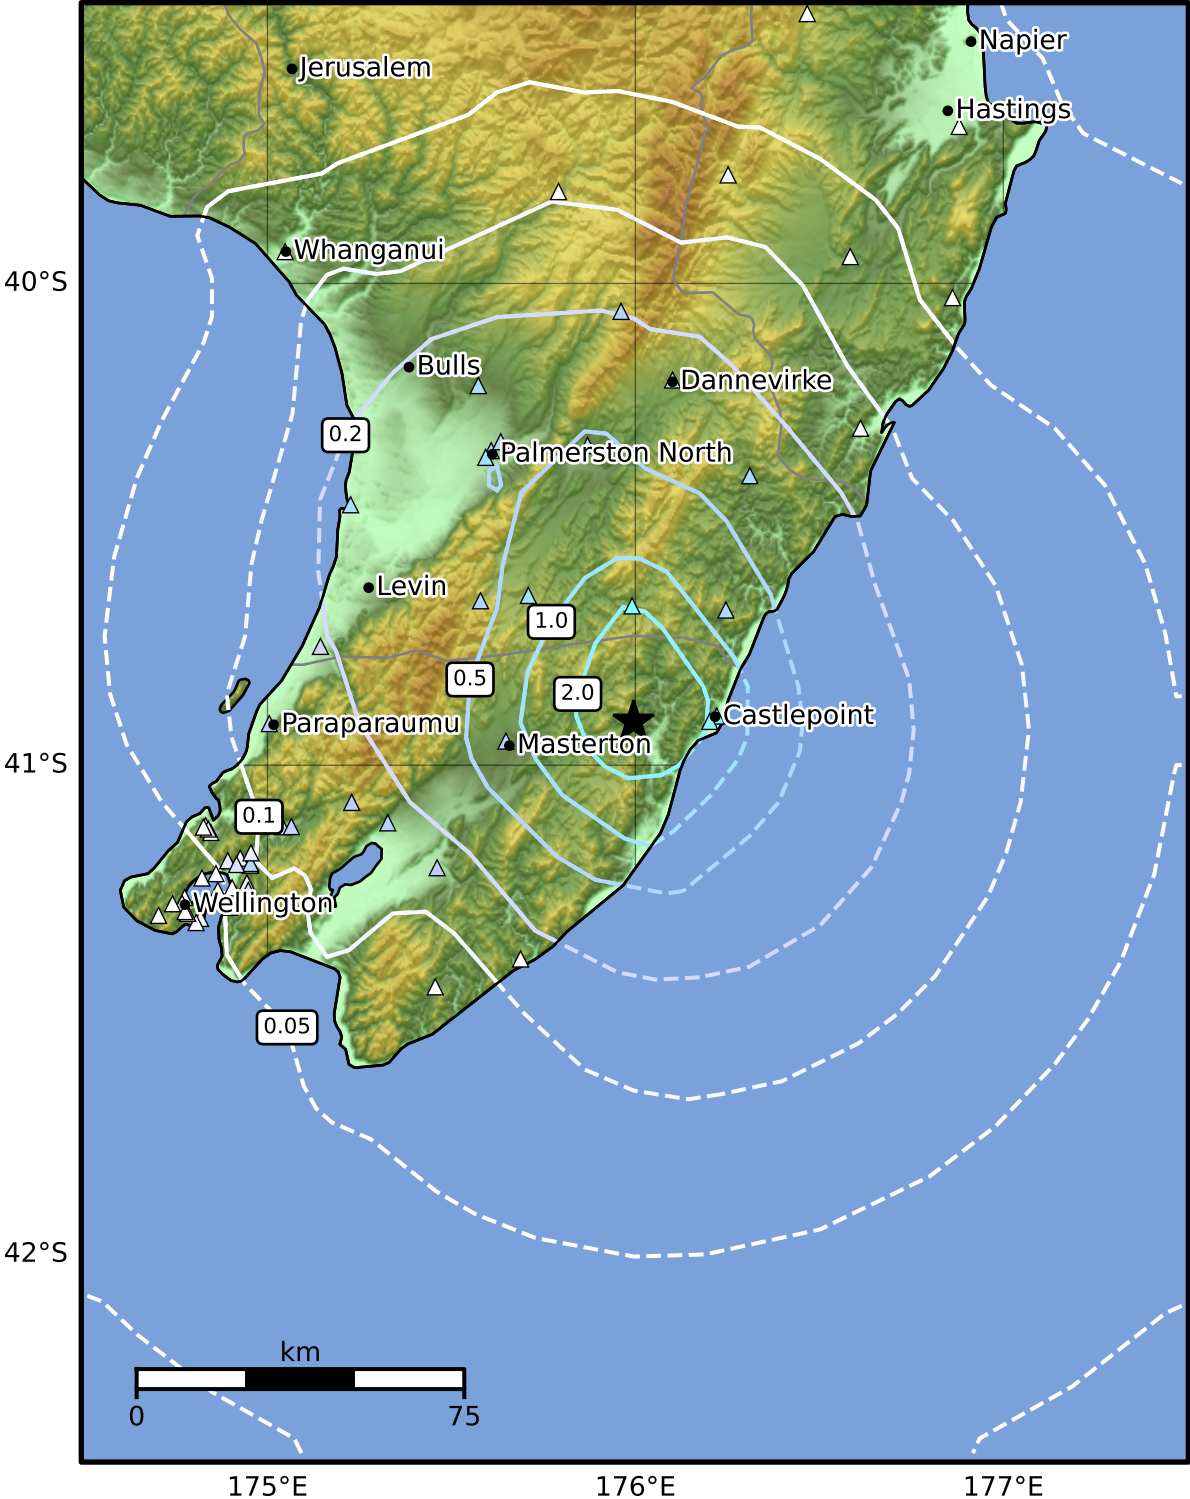 Napier
Jerusalem
Hastings
Whanganui
40°S
Bulls
Dannevirke
0.2
Palmerston North
Levin
1.0
0.5
2.0
Castlepoint
Paraparaumu
Masterton
41°S
0.1
Wellington
0.05
42°S
km
0 75
175°E 176°E 177°E